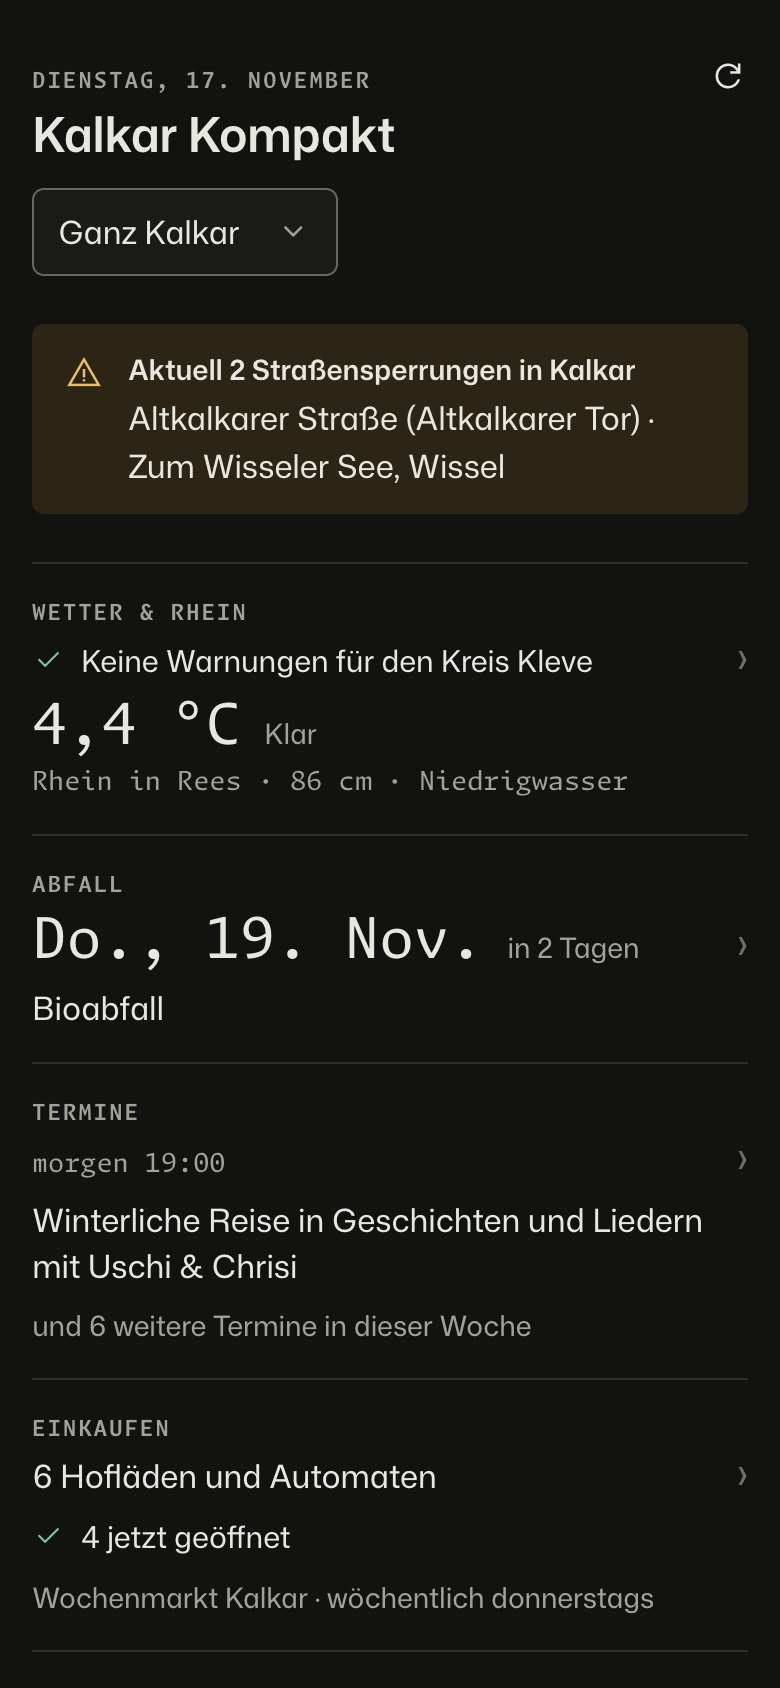 DIENSTAG, 17. NOVEMBER
Kalkar Kompakt
Ganz Kalkar
Aktuell 2 Straßensperrungen in Kalkar
Altkalkarer Straße (Altkalkarer Tor) ·
Zum Wisseler See, Wissel
WETTER & RHEIN
Keine Warnungen für den Kreis Kleve
4,4 °C Klar
Rhein in Rees · 86 cm · Niedrigwasser
ABFALL
Do., 19. Nov. in 2 Tagen
Bioabfall
TERMINE
morgen 19:00
Winterliche Reise in Geschichten und Liedern
mit Uschi & Chrisi
und 6 weitere Termine in dieser Woche
EINKAUFEN
6 Hofläden und Automaten
4 jetzt geöffnet
Wochenmarkt Kalkar · wöchentlich donnerstags